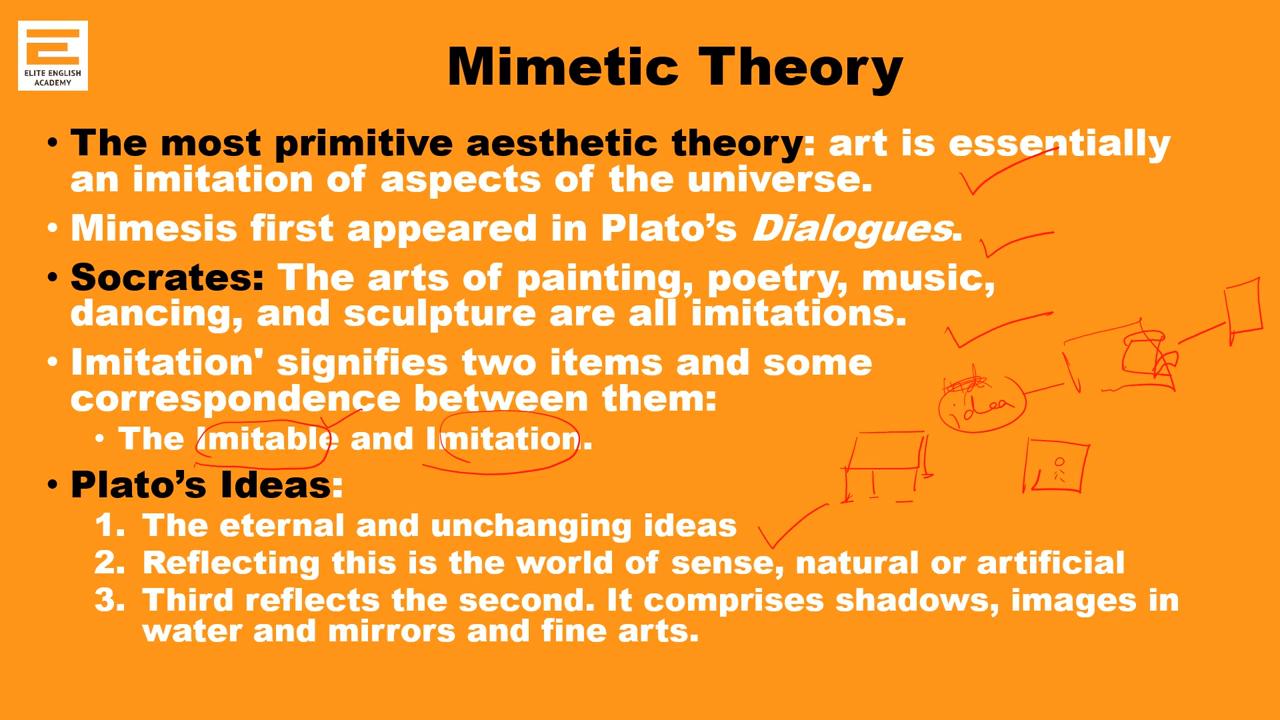 ELITE ENGLISH
ACADEMY
Mimetic Theory
• The most primitive aesthetic theory: art is essentially
an imitation of aspects of the universe.
• Mimesis first appeared in Plato's Dialogues.
• Socrates: The arts of painting, poetry, music,
dancing, and sculpture are all imitations.
• Imitation' signifies two items and some
correspondence between them:
• The Imitable and Imitation.
idea
• Plato's Ideas:
1. The eternal and unchanging ideas
2. Reflecting this is the world of sense, natural or artificial
3. Third reflects the second. It comprises shadows, images in
water and mirrors and fine arts.